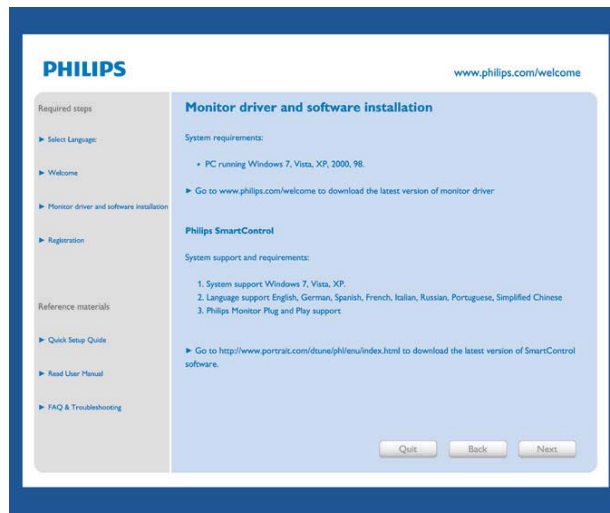 PHILIPS
www.philips.com/welcome
Required steps
Select Language:
Welcome
Monitor driver and software installation
Registration
Reference materials
Quick Setup Guide
Read User Manual
FAQ & Troubleshooting
Monitor driver and software installation
System requirements:
• PC running Windows 7, Vista, XP, 2000, 98.
Go to www.philips.com/welcome to download the latest version of monitor driver
Philips SmartControl
System support and requirements:
1. System support Windows 7, Vista, XP.
2. Language support English, German, Spanish, French, Italian, Russian, Portuguese, Simplified Chinese
3. Philips Monitor Plug and Play support
Go to http://www.portrait.com/dtune/phl/enu/index.html to download the latest version of SmartControl
software.
Quit
Back
Next